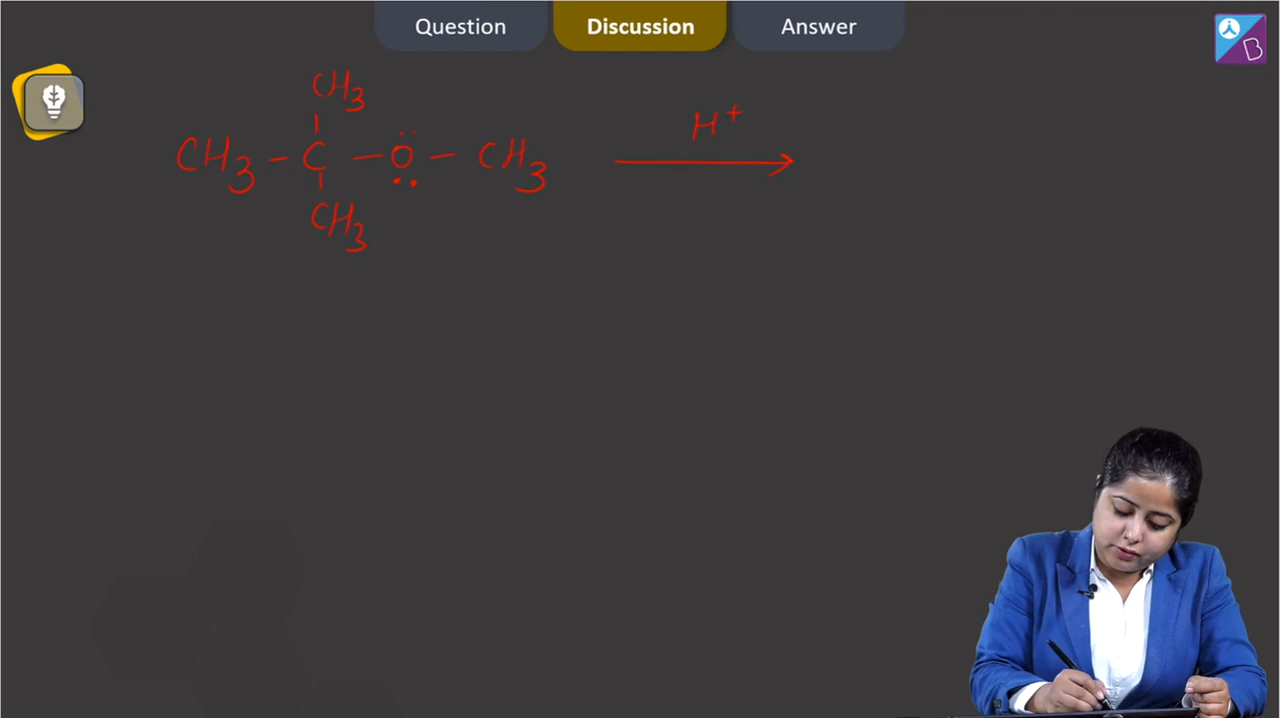 Question Discussion Answer
CH3
CH3 - C - O - CH3
H+
CH3
B